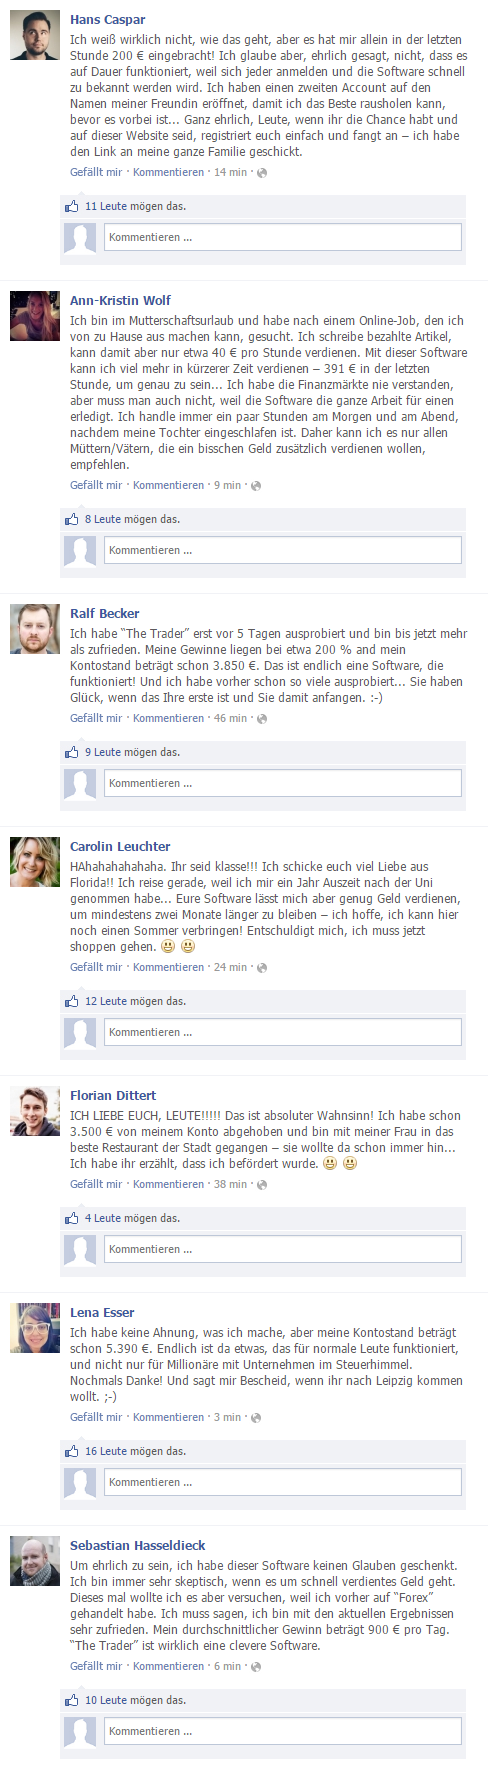 Hans Caspar
Ich weiß wirklich nicht, wie das geht, aber es hat mir allein in der letzten
Stunde 200 € eingebracht! Ich glaube aber, ehrlich gesagt, nicht, dass es
auf Dauer funktioniert, weil sich jeder anmelden und die Software schnell
zu bekannt werden wird. Ich haben einen zweiten Account auf den
Namen meiner Freundin eröffnet, damit ich das Beste rausholen kann,
bevor es vorbei ist... Ganz ehrlich, Leute, wenn ihr die Chance habt und
auf dieser Website seid, registriert euch einfach und fangt an – ich habe
den Link an meine ganze Familie geschickt.
Gefällt mir · Kommentieren · 14 min ·
11 Leute mögen das.
Kommentieren ...
Ann-Kristin Wolf
Ich bin im Mutterschaftsurlaub und habe nach einem Online-Job, den ich
von zu Hause aus machen kann, gesucht. Ich schreibe bezahlte Artikel,
kann damit aber nur etwa 40 € pro Stunde verdienen. Mit dieser Software
kann ich viel mehr in kürzerer Zeit verdienen – 391 € in der letzten
Stunde, um genau zu sein... Ich habe die Finanzmärkte nie verstanden,
aber muss man auch nicht, weil die Software die ganze Arbeit für einen
erledigt. Ich handle immer ein paar Stunden am Morgen und am Abend,
nachdem meine Tochter eingeschlafen ist. Daher kann ich es nur allen
Müttern/Vätern, die ein bisschen Geld zusätzlich verdienen wollen,
empfehlen.
Gefällt mir · Kommentieren · 9 min ·
8 Leute mögen das.
Kommentieren ...
Ralf Becker
Ich habe “The Trader” erst vor 5 Tagen ausprobiert und bin bis jetzt mehr
als zufrieden. Meine Gewinne liegen bei etwa 200 % and mein
Kontostand beträgt schon 3.850 €. Das ist endlich eine Software, die
funktioniert! Und ich habe vorher schon so viele ausprobiert... Sie haben
Glück, wenn das Ihre erste ist und Sie damit anfangen. :-)
Gefällt mir · Kommentieren · 46 min ·
9 Leute mögen das.
Kommentieren ...
Carolin Leuchter
HAhahahahahaha. Ihr seid klasse!!! Ich schicke euch viel Liebe aus
Florida!! Ich reise gerade, weil ich mir ein Jahr Auszeit nach der Uni
genommen habe... Eure Software lässt mich aber genug Geld verdienen,
um mindestens zwei Monate länger zu bleiben – ich hoffe, ich kann hier
noch einen Sommer verbringen! Entschuldigt mich, ich muss jetzt
shoppen gehen. 😃 😃
Gefällt mir · Kommentieren · 24 min ·
12 Leute mögen das.
Kommentieren ...
Florian Dittert
ICH LIEBE EUCH, LEUTE!!!!! Das ist absoluter Wahnsinn! Ich habe schon
3.500 € von meinem Konto abgehoben und bin mit meiner Frau in das
beste Restaurant der Stadt gegangen – sie wollte da schon immer hin...
Ich habe ihr erzählt, dass ich befördert wurde. 😃 😃
Gefällt mir · Kommentieren · 38 min ·
4 Leute mögen das.
Kommentieren ...
Lena Esser
Ich habe keine Ahnung, was ich mache, aber meine Kontostand beträgt
schon 5.390 €. Endlich ist da etwas, das für normale Leute funktioniert,
und nicht nur für Millionäre mit Unternehmen im Steuerhimmel.
Nochmals Danke! Und sagt mir Bescheid, wenn ihr nach Leipzig kommen
wollt. ;-)
Gefällt mir · Kommentieren · 3 min ·
16 Leute mögen das.
Kommentieren ...
Sebastian Hasseldieck
Um ehrlich zu sein, ich habe dieser Software keinen Glauben geschenkt.
Ich bin immer sehr skeptisch, wenn es um schnell verdientes Geld geht.
Dieses mal wollte ich es aber versuchen, weil ich vorher auf “Forex”
gehandelt habe. Ich muss sagen, ich bin mit den aktuellen Ergebnissen
sehr zufrieden. Mein durchschnittlicher Gewinn beträgt 900 € pro Tag.
“The Trader” ist wirklich eine clevere Software.
Gefällt mir · Kommentieren · 6 min ·
10 Leute mögen das.
Kommentieren ...